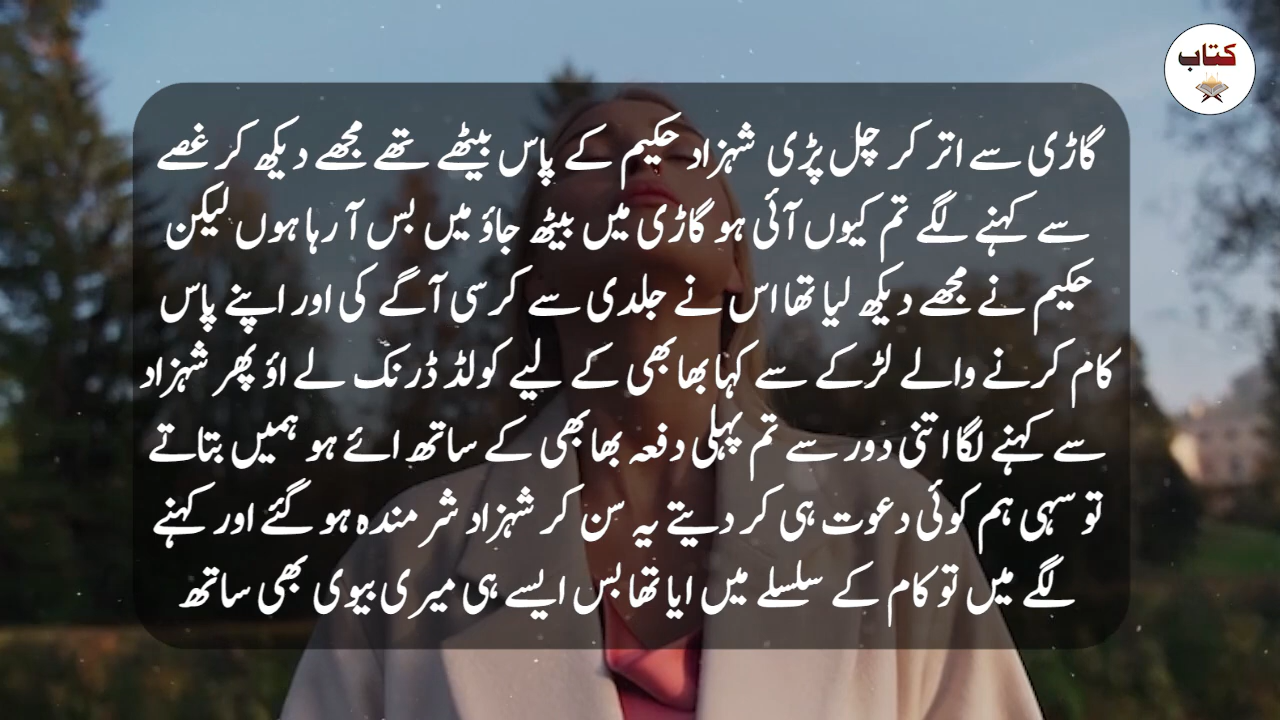 کتاب
گاڑی سے اتر کر چل پڑی شہزاد حکیم کے پاس بیٹھے تھے مجھے دیکھ کر غصے
سے کہنے لگے تم کیوں آئی ہو گاڑی میں بیٹھ جاؤ میں بس آ رہا ہوں لیکن
حکیم نے مجھے دیکھ لیا تھا اس نے جلدی سے کرسی آگے کی اور اپنے پاس
کام کرنے والے لڑکے سے کہا بھابھی کے لیے کولڈ ڈرنک لے اؤ پھر شہزاد
سے کہنے لگا اتنی دور سے تم پہلی دفعہ بھابھی کے ساتھ ائے ہو ہمیں بتاتے
تو سہی ہم کوئی دعوت ہی کر دیتے یہ سن کر شہزاد شرمندہ ہو گئے اور کہنے
لگے میں تو کام کے سلسلے میں ایا تھا بس ایسے ہی میری بیوی بھی ساتھ